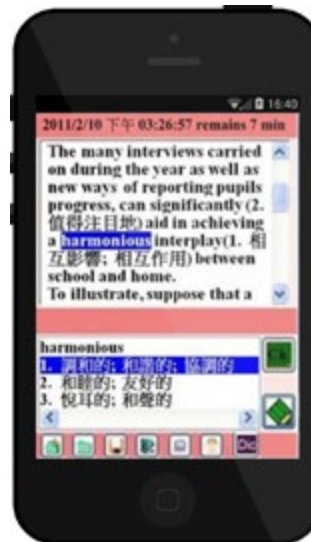 16:40
2011/2/10 下午 03:26:57 remains 7 min
The many interviews carried
on during the year as well as
new ways of reporting pupils
progress, can significantly (2.
值得注目地) aid in achieving
a harmonious interplay(1. 相
互影響; 相互作用) between
school and home.
To illustrate, suppose that a
harmonious
1. 調和的; 和諧的; 協調的
2. 和睦的; 友好的
3. 悅耳的; 和聲的
Dic